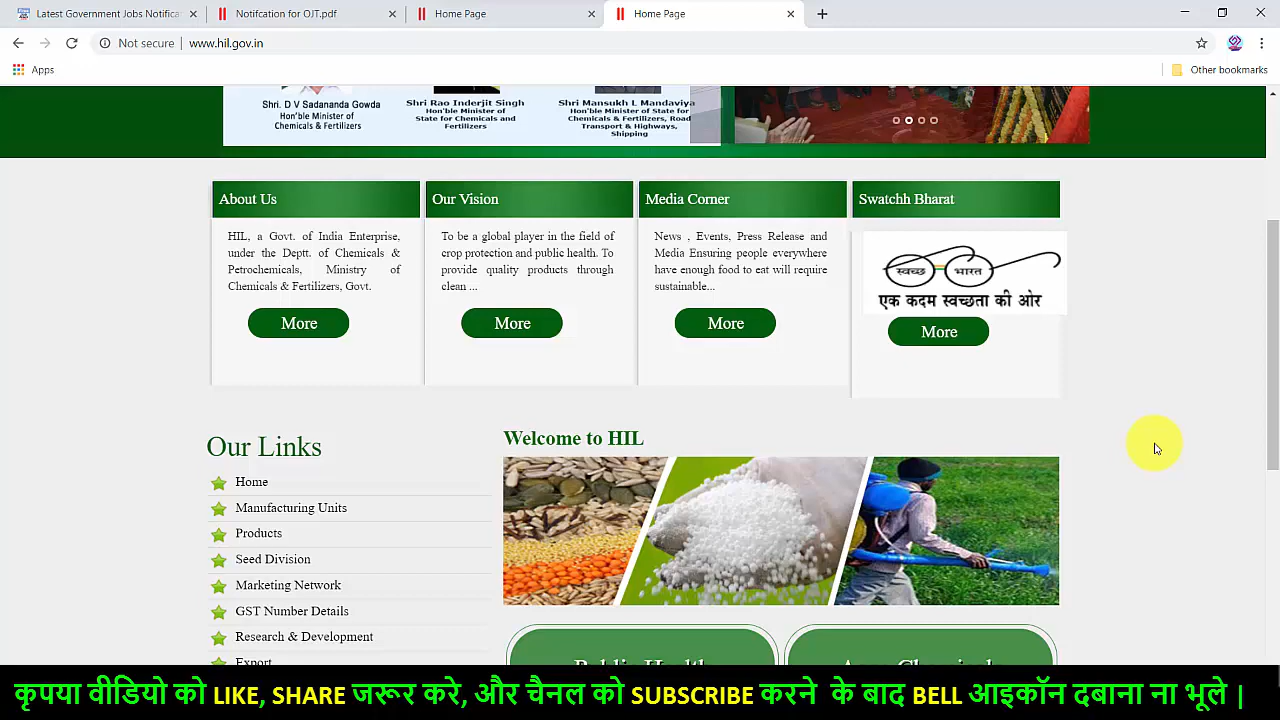 Latest Government Jobs Notifica
Notifcation for OJT.pdf
Home Page
Home Page
Not secure
www.hil.gov.in
Apps
Other bookmarks
Shri. D V Sadananda Gowda
Hon'ble Minister of
Chemicals & Fertilizers
Shri Rao Inderjit Singh
Hon'ble Minister of
State for Chemicals and
Fertilizers
Shri Mansukh L Mandaviya
Hon'ble Minister of State for
Chemicals & Fertilizers, Road
Transport & Highways,
Shipping
About Us
HIL, a Govt. of India Enterprise,
under the Deptt. of Chemicals &
Petrochemicals, Ministry of
Chemicals & Fertilizers, Govt.
More
Our Vision
To be a global player in the field of
crop protection and public health. To
provide quality products through
clean ...
More
Media Corner
News , Events, Press Release and
Media Ensuring people everywhere
have enough food to eat will require
sustainable...
More
Swatchh Bharat
स्वच्छ भारत
एक कदम स्वच्छता की ओर
More
Our Links
Home
Manufacturing Units
Products
Seed Division
Marketing Network
GST Number Details
Research & Development
Export
Welcome to HIL
Public Health
Agro Chemical
कृपया वीडियो को LIKE, SHARE जरूर करे, और चैनल को SUBSCRIBE करने के बाद BELL आइकॉन दबाना ना भूले |